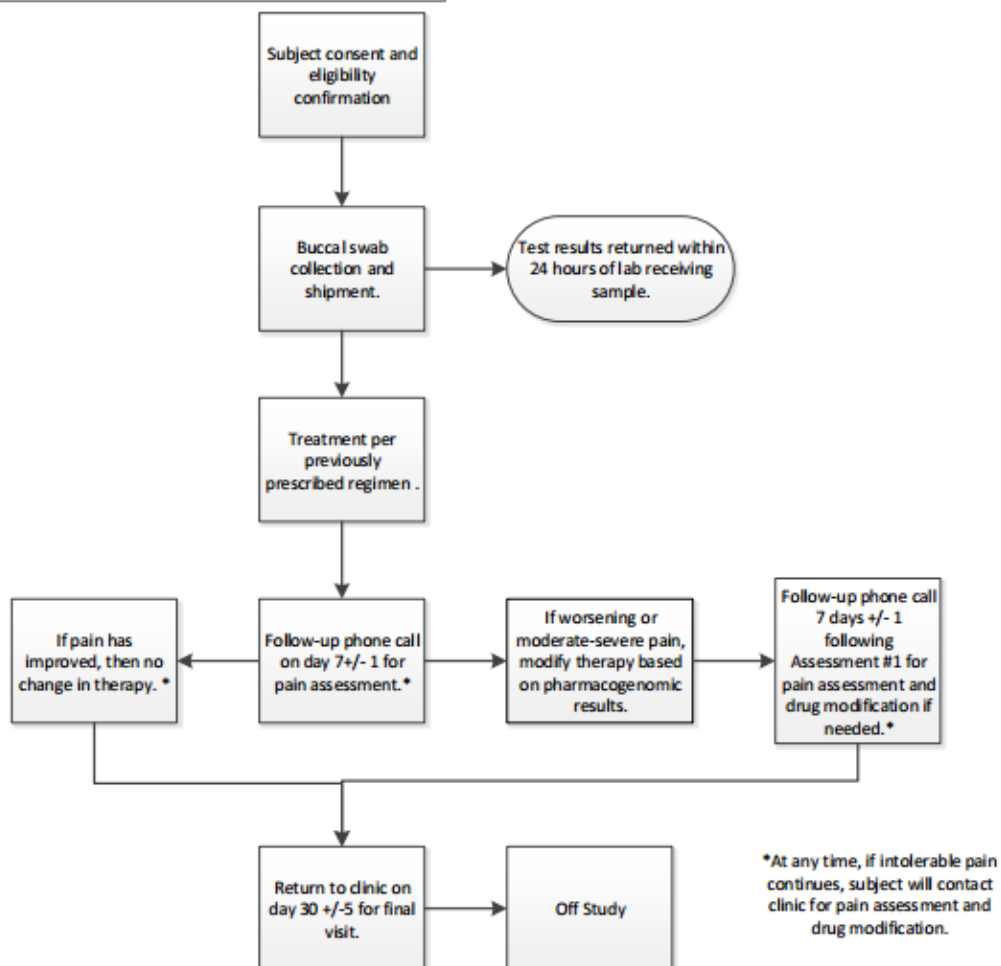 Subject consent and
eligibility
confirmation
Buccal swab
collection and
shipment.
Test results returned within
24 hours of lab receiving
sample.
Treatment per
previously
prescribed regimen .
If pain has
improved, then no
change in therapy. *
Follow-up phone call
on day 7+/- 1 for
pain assessment.*
If worsening or
moderate-severe pain,
modify therapy based
on pharmacogenomic
results.
Follow-up phone call
7 days +/- 1
following
Assessment #1 for
pain assessment and
drug modification if
needed.*
Return to clinic on
day 30 +/-5 for final
visit.
Off Study
*At any time, if intolerable pain
continues, subject will contact
clinic for pain assessment and
drug modification.